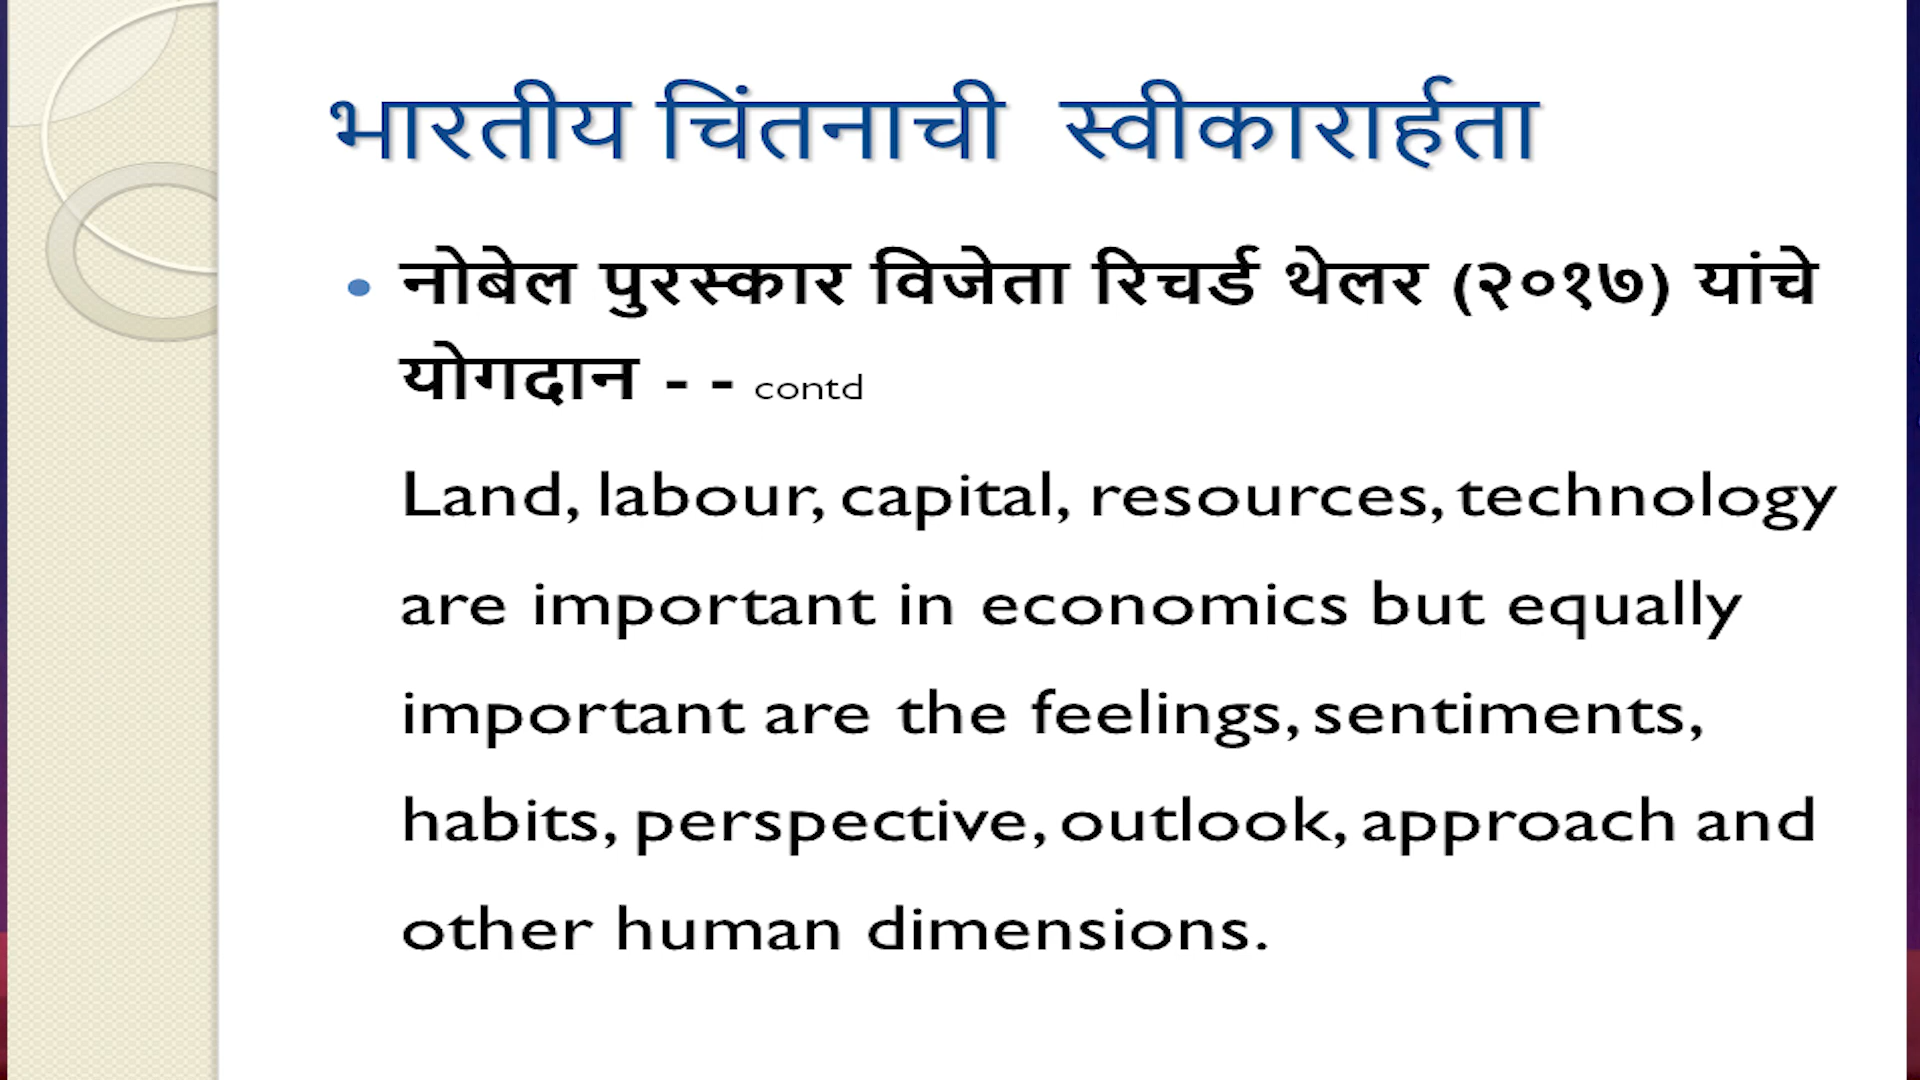 भारतीय चिंतनाची स्वीकारार्हता
• नोबेल पुरस्कार विजेता रिचर्ड थेलर (२०१७) यांचे
योगदान - - contd
Land, labour, capital, resources, technology
are important in economics but equally
important are the feelings, sentiments,
habits, perspective, outlook, approach and
other human dimensions.